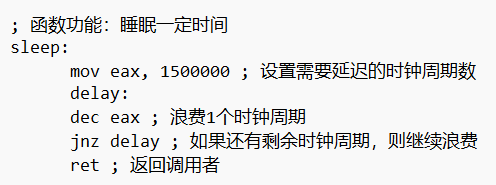 ; 函数功能：睡眠一定时间
sleep:
mov eax, 1500000 ; 设置需要延迟的时钟周期数
delay:
dec eax ; 浪费1个时钟周期
jnz delay ; 如果还有剩余时钟周期，则继续浪费
ret ; 返回调用者